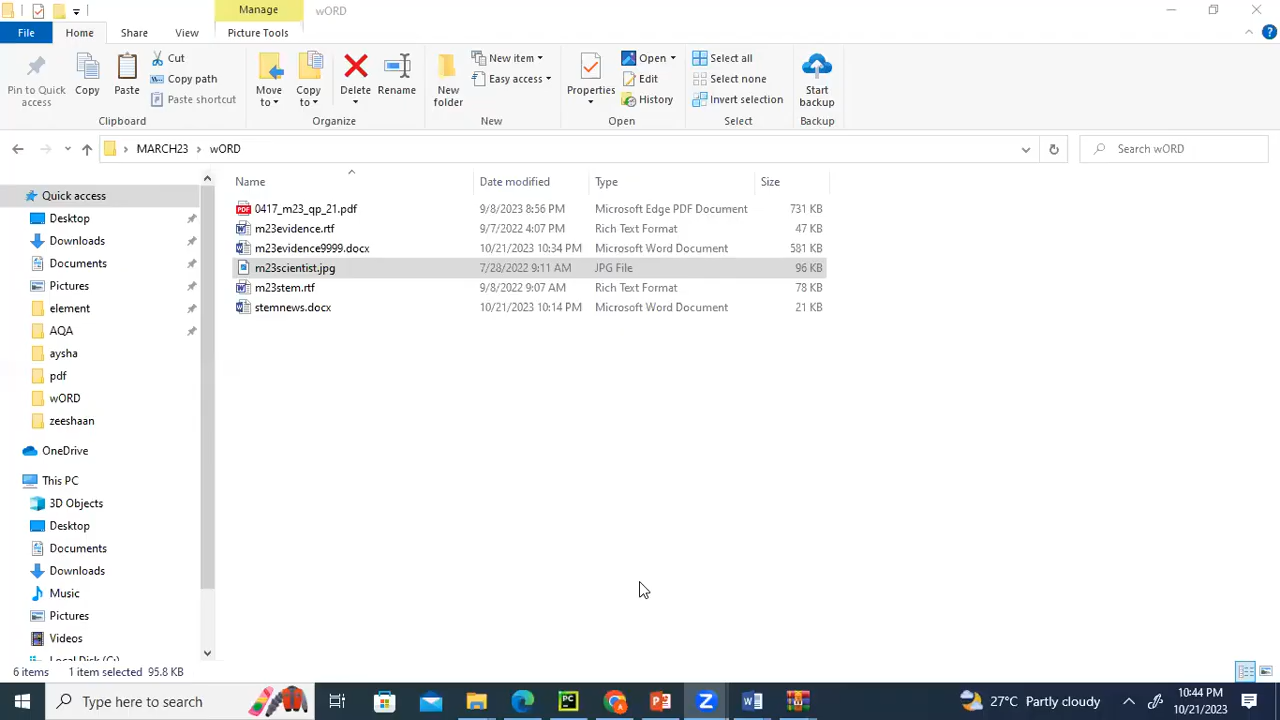 Manage
wORD
File
Home
Share
View
Picture Tools
Pin to Quick access
Copy
Paste
Cut
Copy path
Paste shortcut
Clipboard
Move to
Copy to
Delete
Rename
Organize
New folder
New item
Easy access
New
Properties
Open
Edit
History
Open
Select all
Select none
Invert selection
Select
Start backup
Backup
MARCH23 > wORD
Search wORD
Name Date modified Type Size
0417_m23_qp_21.pdf 9/8/2023 8:56 PM Microsoft Edge PDF Document 731 KB
m23evidence.rtf 9/7/2022 4:07 PM Rich Text Format 47 KB
m23evidence9999.docx 10/21/2023 10:34 PM Microsoft Word Document 581 KB
m23scientist.jpg 7/28/2022 9:11 AM JPG File 96 KB
m23stem.rtf 9/8/2022 9:07 AM Rich Text Format 78 KB
stemnews.docx 10/21/2023 10:14 PM Microsoft Word Document 21 KB
Quick access
Desktop
Downloads
Documents
Pictures
element
AQA
aysha
pdf
wORD
zeeshaan
OneDrive
This PC
3D Objects
Desktop
Documents
Downloads
Music
Pictures
Videos
Local Disk (C:)
6 items 1 item selected 95.8 KB
Type here to search
27°C Partly cloudy
10:44 PM
10/21/2023